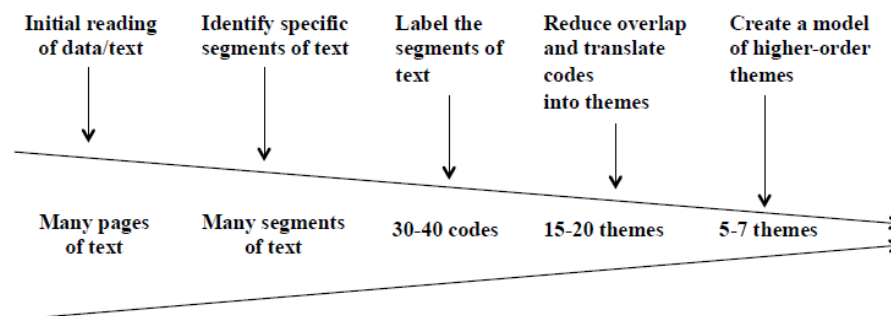 Initial reading
of data/text
Identify specific
segments of text
Label the
segments of
text
Reduce overlap
and translate
codes
into themes
Create a model
of higher-order
themes
Many pages
of text
Many segments
of text
30-40 codes
15-20 themes
5-7 themes